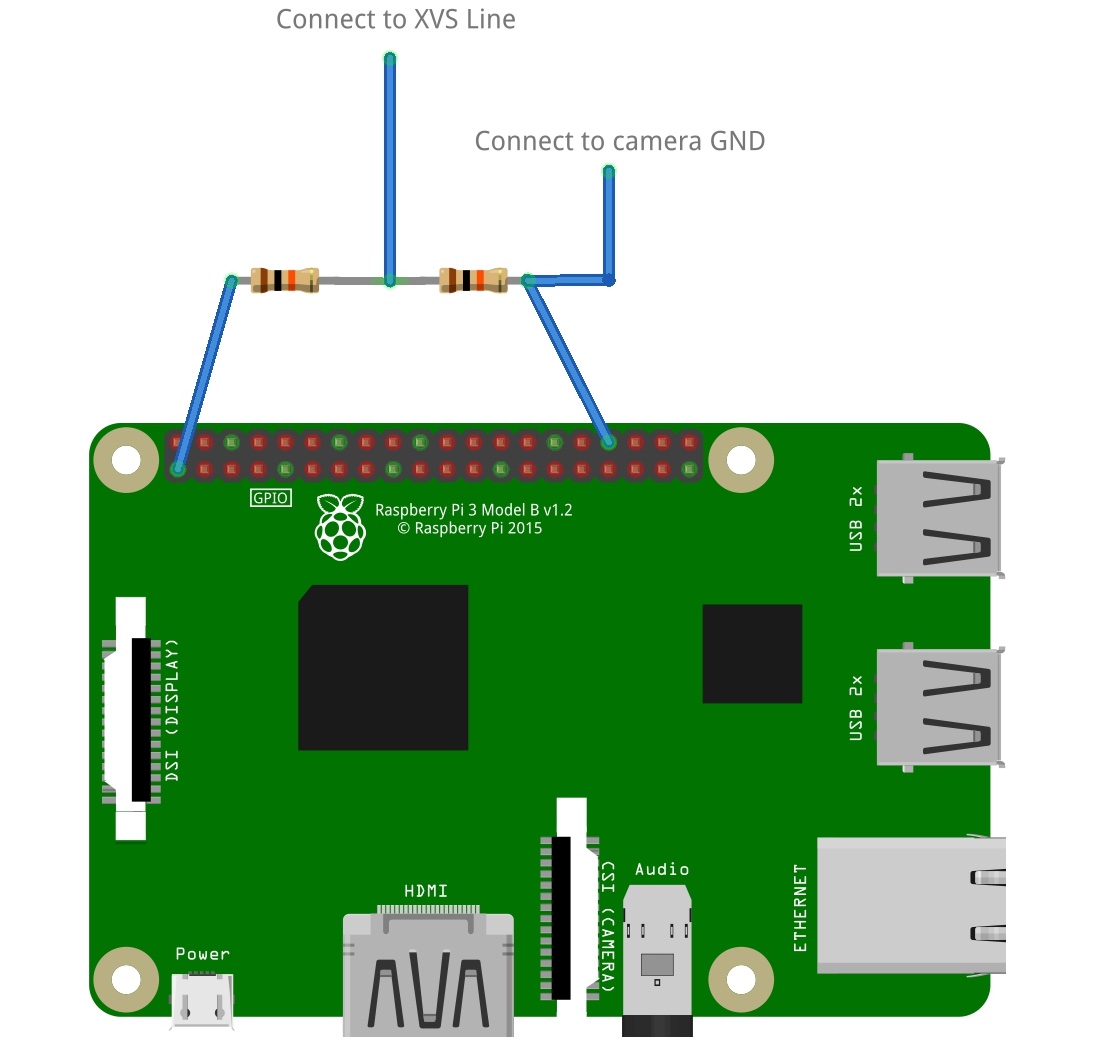 Connect to XVS Line
Connect to camera GND
GPIO
Raspberry Pi 3 Model B v1.2
© Raspberry Pi 2015
USB 2x
DSI (DISPLAY)
USB 2x
HDMI
CSI (CAMERA)
Audio
ETHERNET
Power